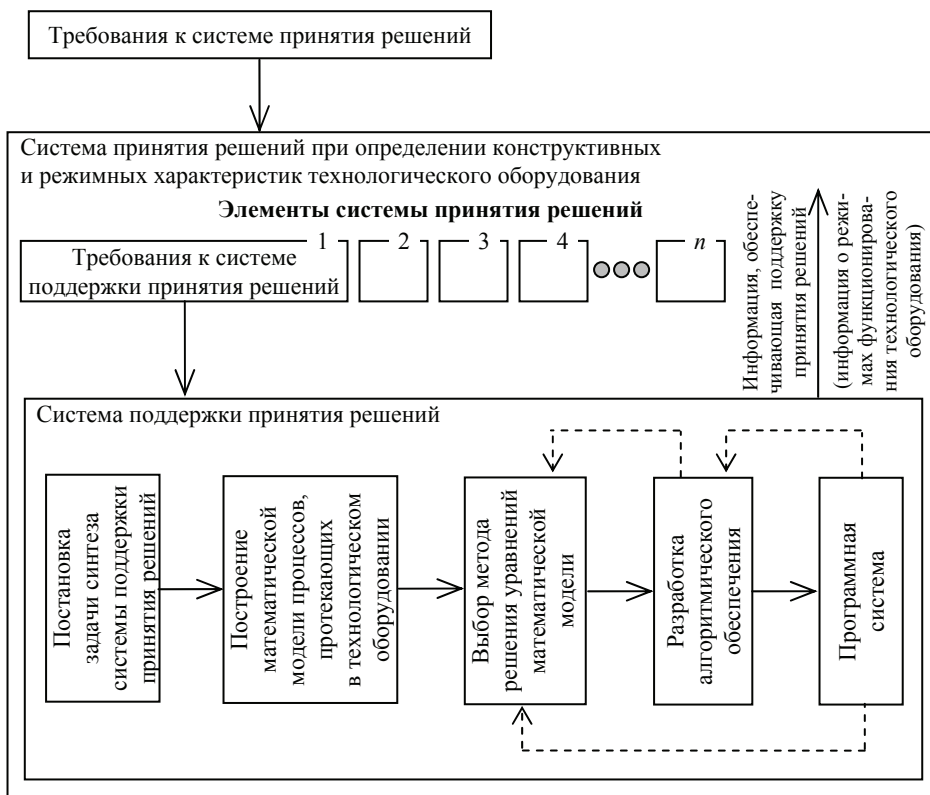 Требования к системе принятия решений
Система принятия решений при определении конструктивных
и режимных характеристик технологического оборудования
Элементы системы принятия решений
1
2
3
4
n
Требования к системе
поддержки принятия решений
Информация, обеспе-
чивающая поддержку
принятия решений
(информация о режи-
мах функционирова-
ния технологического
оборудования)
Система поддержки принятия решений
Постановка
задачи синтеза
системы поддержки
принятия решений
Построение
математической
модели процессов,
протекающих
в технологическом
оборудовании
Выбор метода
решения уравнений
математической
модели
Разработка
алгоритмического
обеспечения
Программная
система